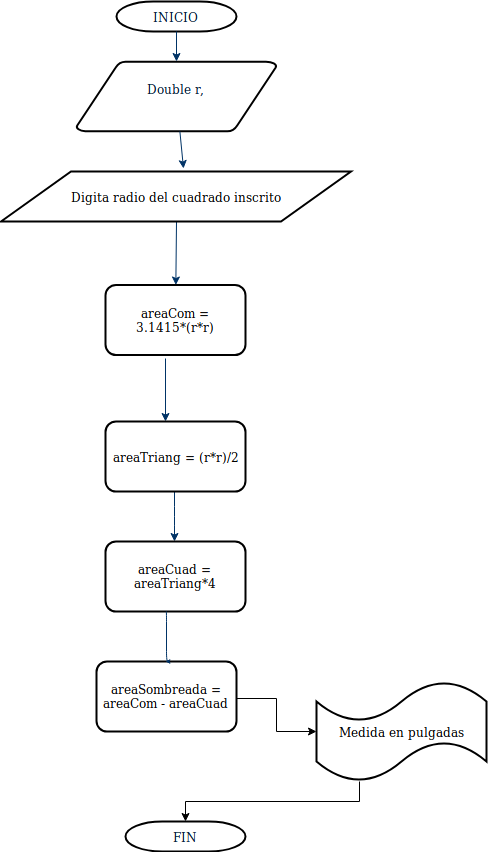 INICIO
Double r,
Digita radio del cuadrado inscrito
areaCom =
3.1415*(r*r)
areaTriang = (r*r)/2
areaCuad =
areaTriang*4
areaSombreada =
areaCom - areaCuad
Medida en pulgadas
FIN